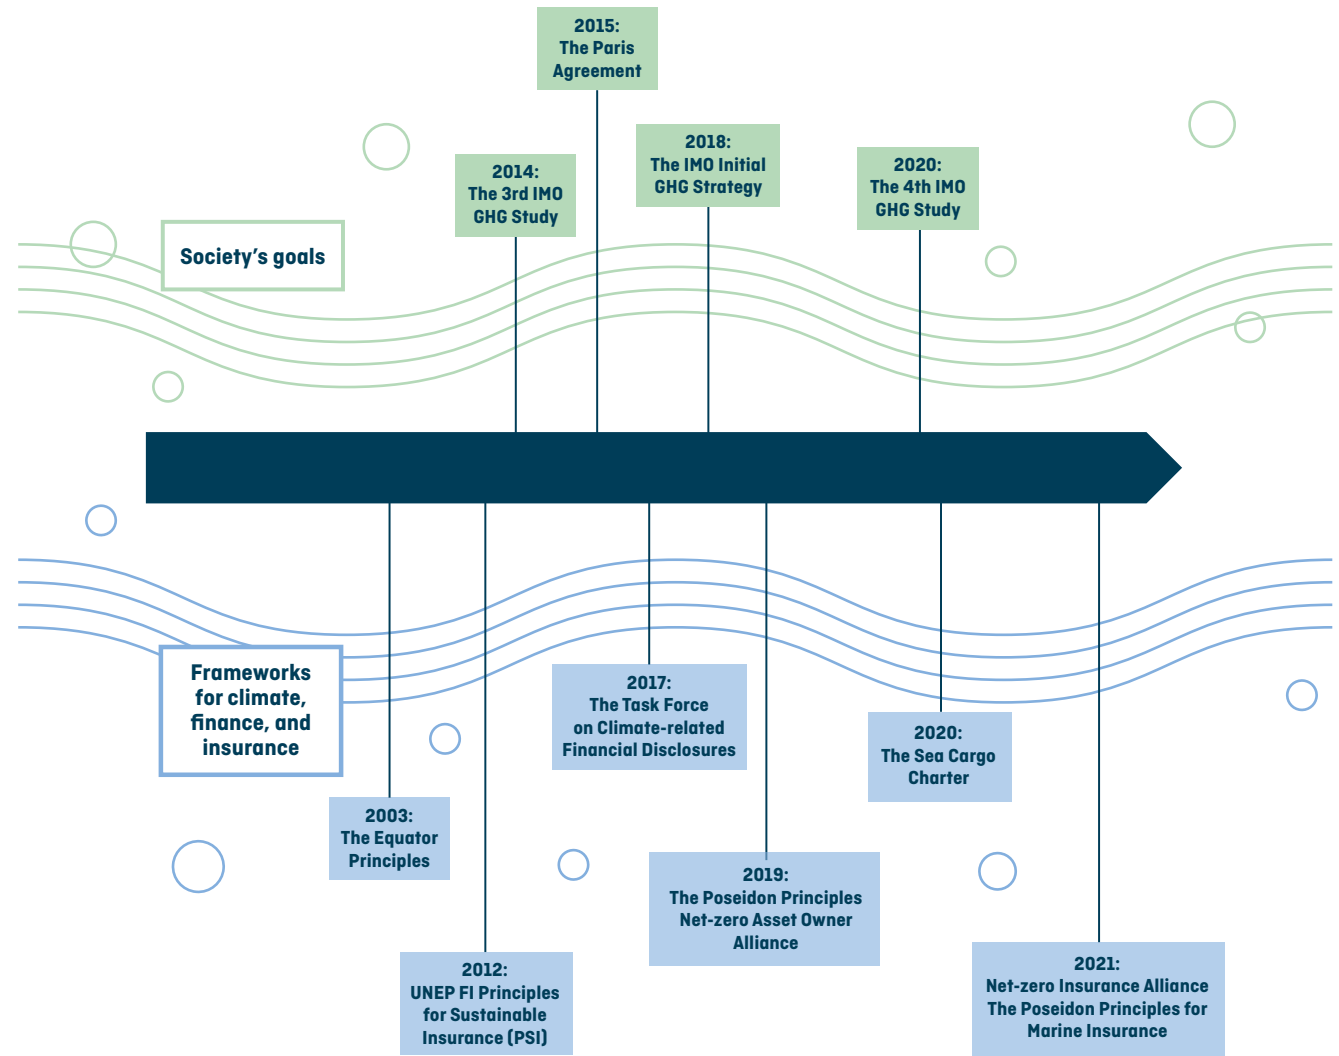 2015:
The Paris
Agreement
2018:
The IMO Initial
GHG Strategy
2014:
The 3rd IMO
GHG Study
2020:
The 4th IMO
GHG Study
Society's goals
Frameworks
for climate,
finance, and
insurance
2017:
The Task Force
on Climate-related
Financial Disclosures
2020:
The Sea Cargo
Charter
2003:
The Equator
Principles
2019:
The Poseidon Principles
Net-zero Asset Owner
Alliance
2012:
UNEP FI Principles
for Sustainable
Insurance (PSI)
2021:
Net-zero Insurance Alliance
The Poseidon Principles for
Marine Insurance